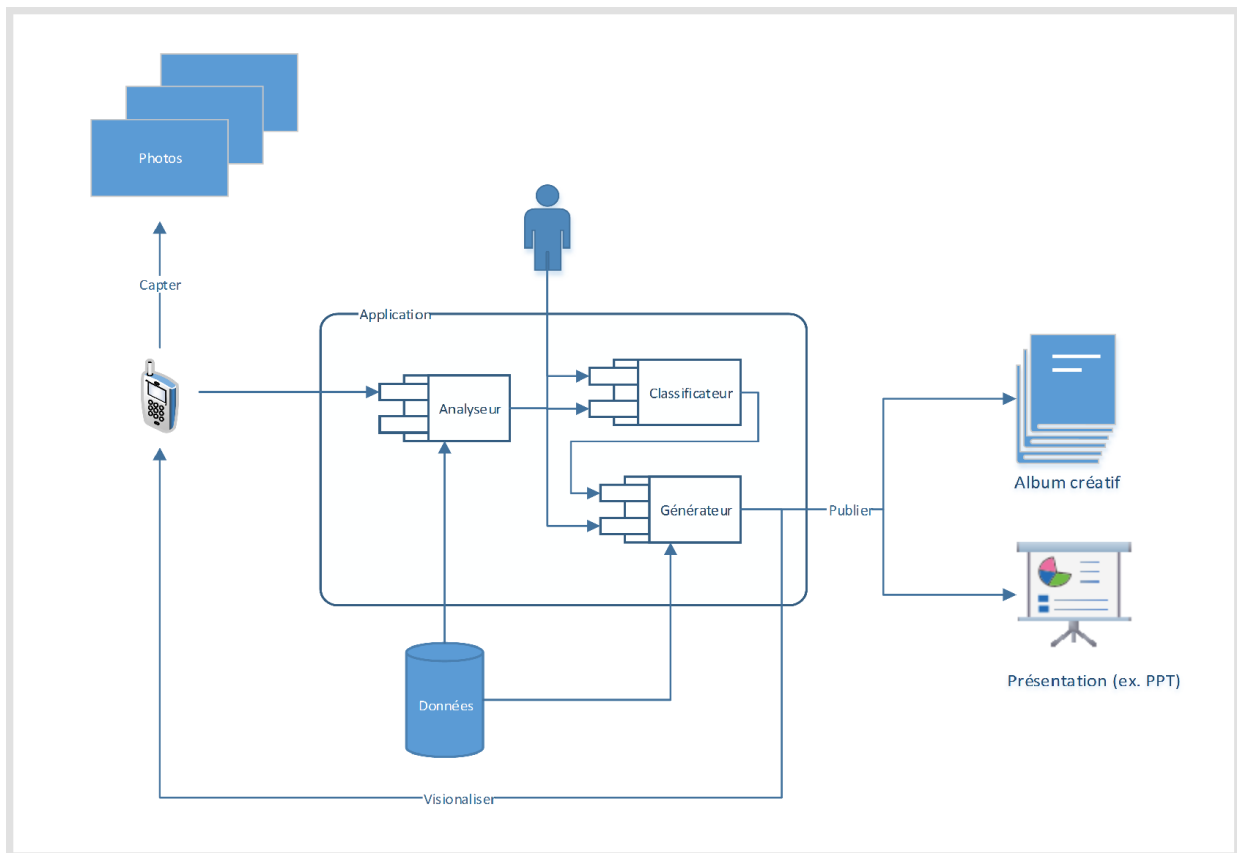 Photos
Capter
Application
Analyseur
Classificateur
Générateur
Publier
Album créatif
Présentation (ex. PPT)
Données
Visionaliser